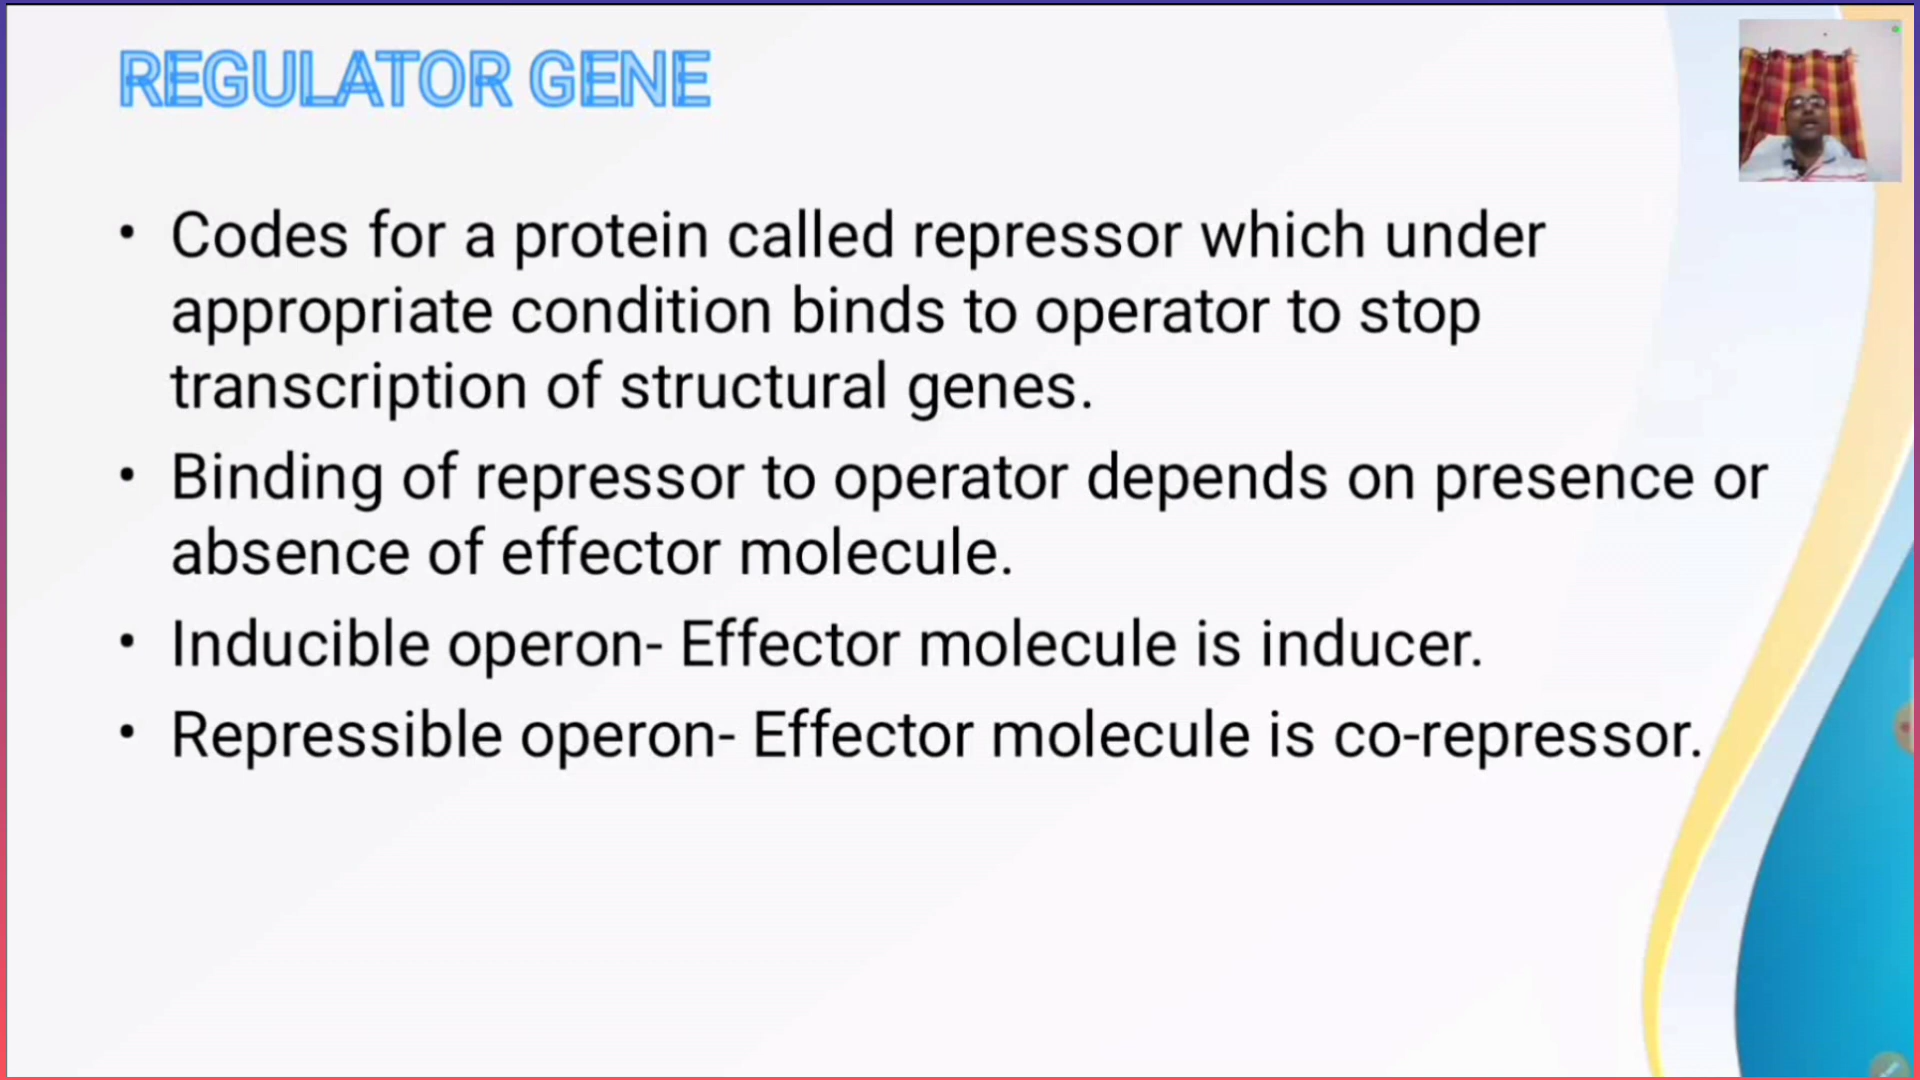 REGULATOR GENE
• Codes for a protein called repressor which under
appropriate condition binds to operator to stop
transcription of structural genes.
• Binding of repressor to operator depends on presence or
absence of effector molecule.
• Inducible operon- Effector molecule is inducer.
• Repressible operon- Effector molecule is co-repressor.